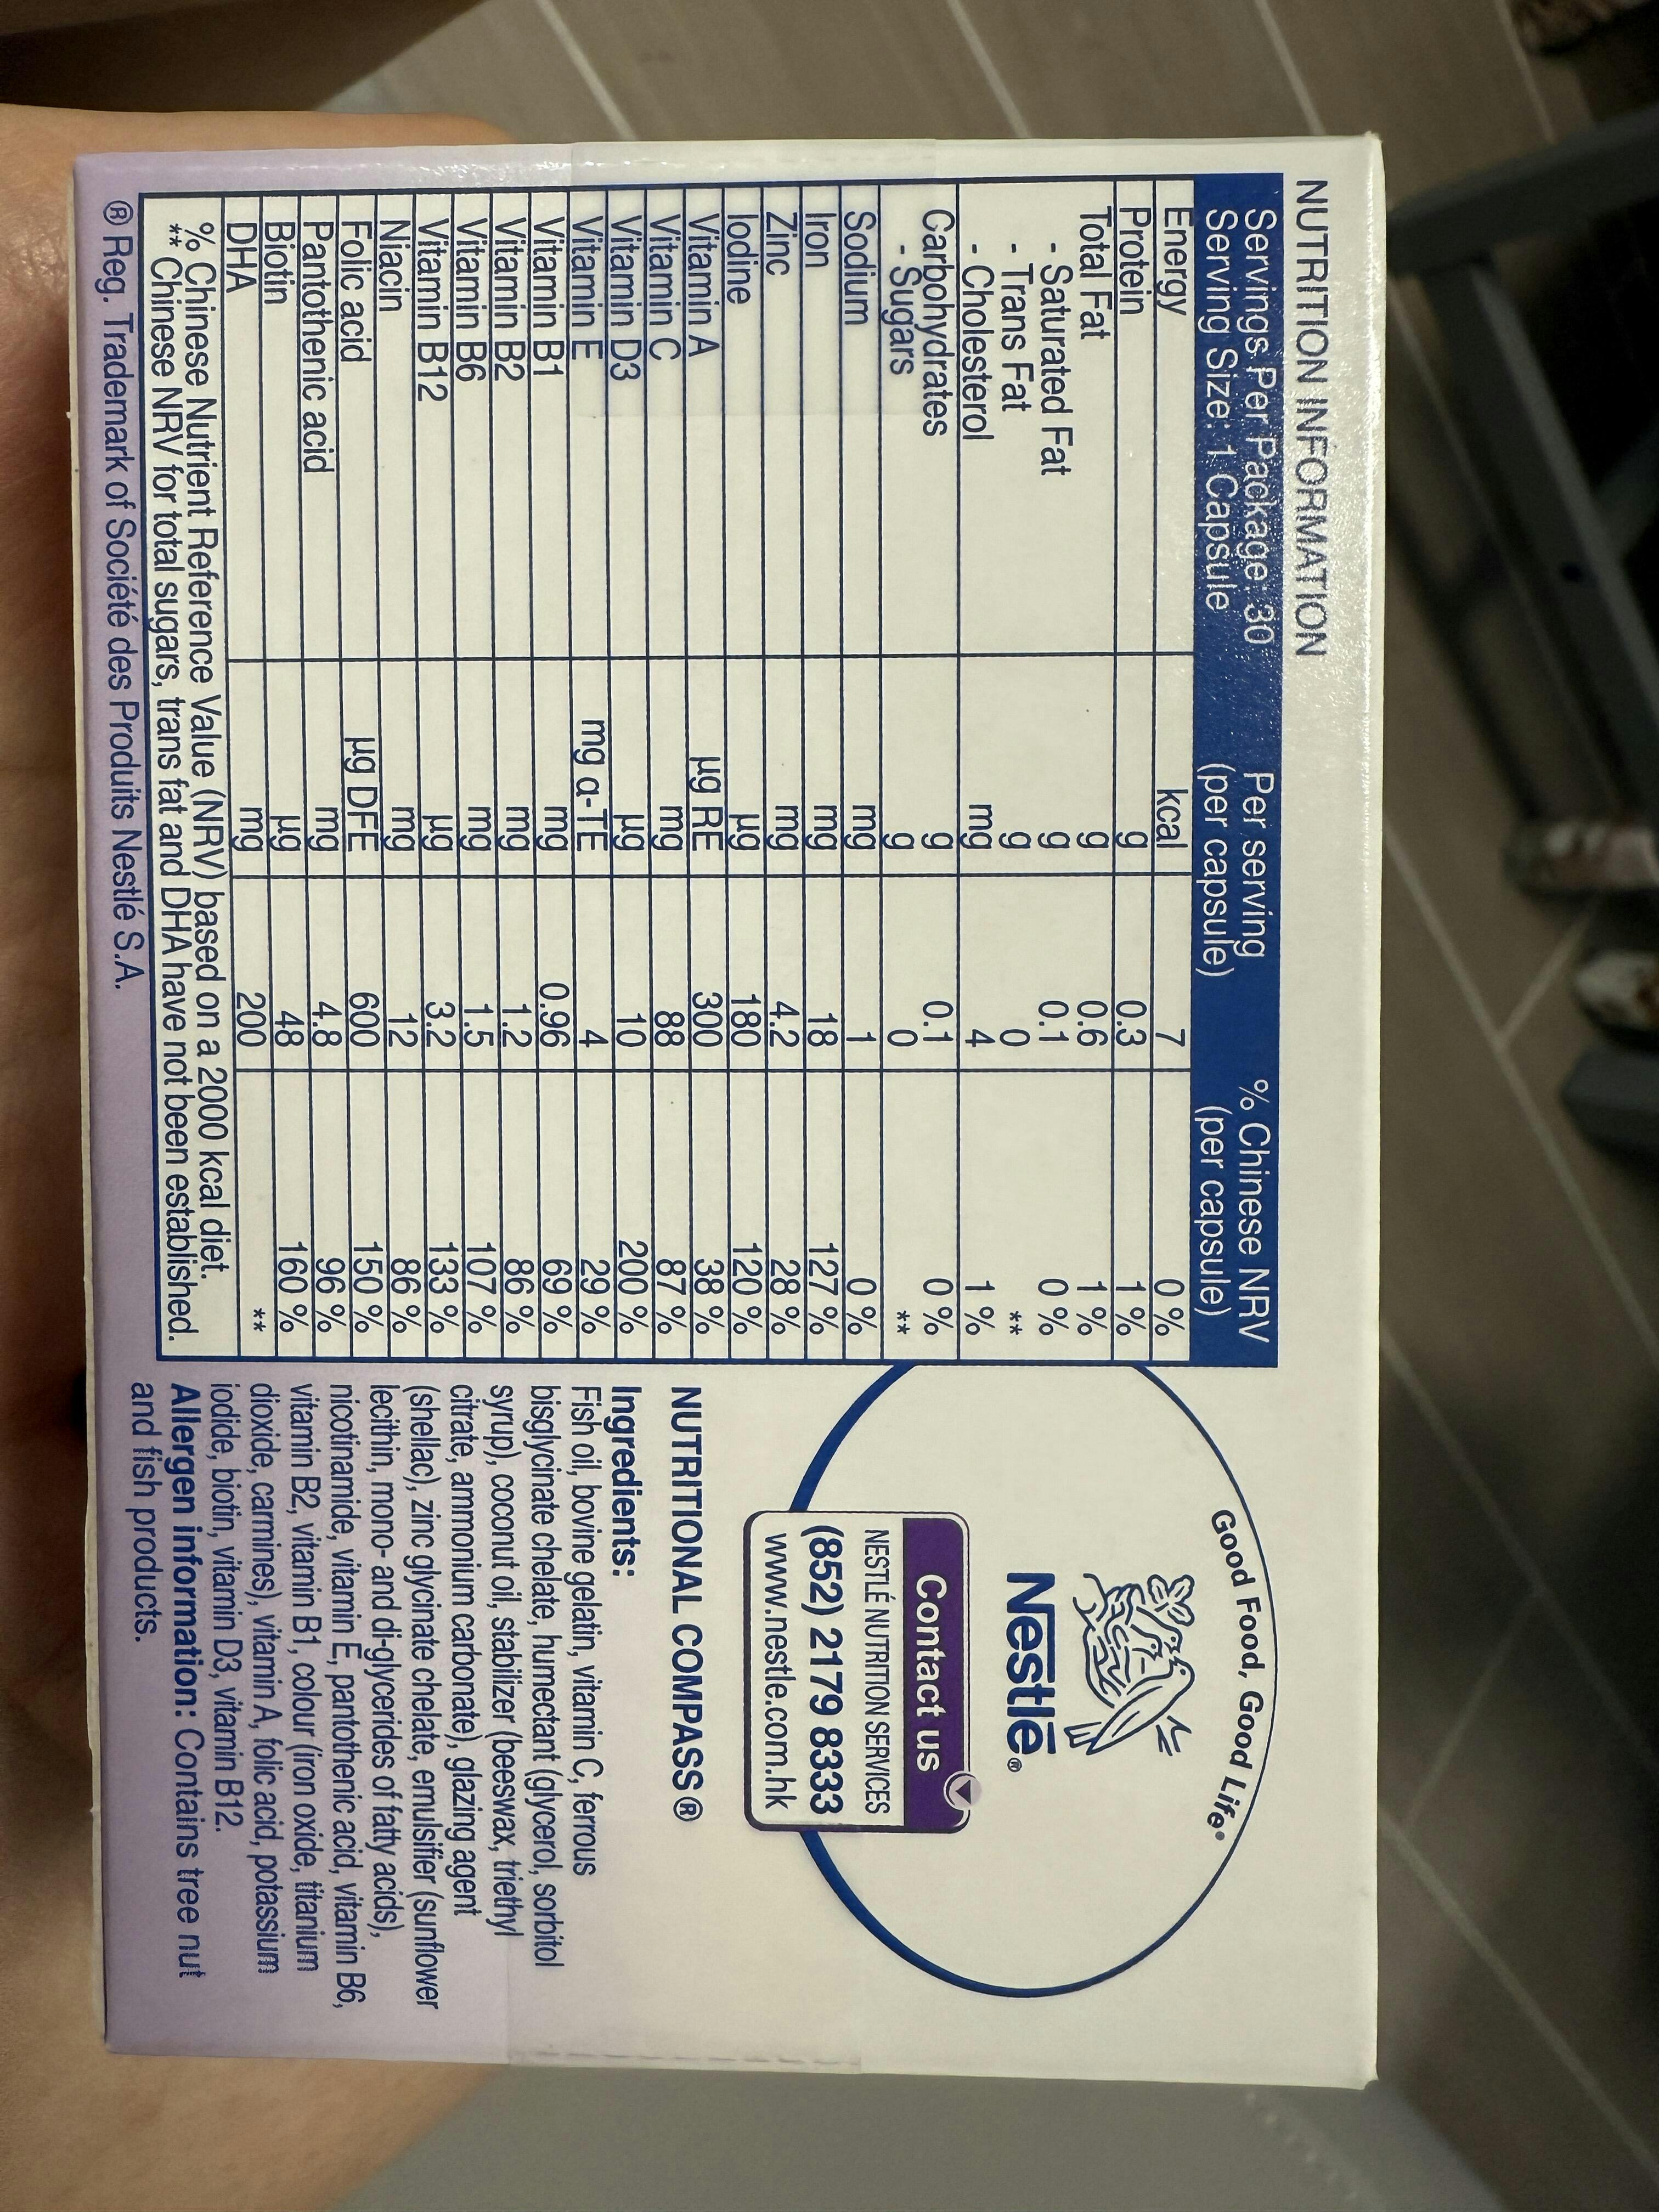 NUTRITION INFORMATION
Servings Per Package: 30 Per serving % Chinese NRV
Serving Size: 1 Capsule (per capsule) (per capsule)
Energy kcal 7 0 %
Protein g 0.3 1 %
Total Fat g 0.6 1 %
- Saturated Fat g 0.1 0 %
- Trans Fat g 0 **
- Cholesterol mg 4 1 %
Carbohydrates g 0.1 0 %
- Sugars g 0 **
Sodium mg 1 0 %
Iron mg 18 127 %
Zinc mg 4.2 28 %
Iodine µg 180 120 %
Vitamin A µg RE 300 38 %
Vitamin C mg 88 87 %
Vitamin D3 µg 10 200 %
Vitamin E mg α-TE 4 29 %
Vitamin B1 mg 0.96 69 %
Vitamin B2 mg 1.2 86 %
Vitamin B6 mg 1.5 107 %
Vitamin B12 µg 3.2 133 %
Niacin mg 12 86 %
Folic acid µg DFE 600 150 %
Pantothenic acid mg 4.8 96 %
Biotin µg 48 160 %
DHA mg 200 **
% Chinese Nutrient Reference Value (NRV) based on a 2000 kcal diet.
** Chinese NRV for total sugars, trans fat and DHA have not been established.
® Reg. Trademark of Société des Produits Nestlé S.A.
Good Food, Good Life®
Nestlé®
Contact us
NESTLÉ NUTRITION SERVICES
(852) 2179 8333
www.nestle.com.hk
NUTRITIONAL COMPASS®
Ingredients:
Fish oil, bovine gelatin, vitamin C, ferrous
bisglycinate chelate, humectant (glycerol, sorbitol
syrup), coconut oil, stabilizer (beeswax, triethyl
citrate, ammonium carbonate), glazing agent
(shellac), zinc glycinate chelate, emulsifier (sunflower
lecithin, mono- and di-glycerides of fatty acids),
nicotinamide, vitamin E, pantothenic acid, vitamin B6,
vitamin B2, vitamin B1, colour (iron oxide, titanium
dioxide, carmines), vitamin A, folic acid, potassium
iodide, biotin, vitamin D3, vitamin B12.
Allergen information: Contains tree nut
and fish products.